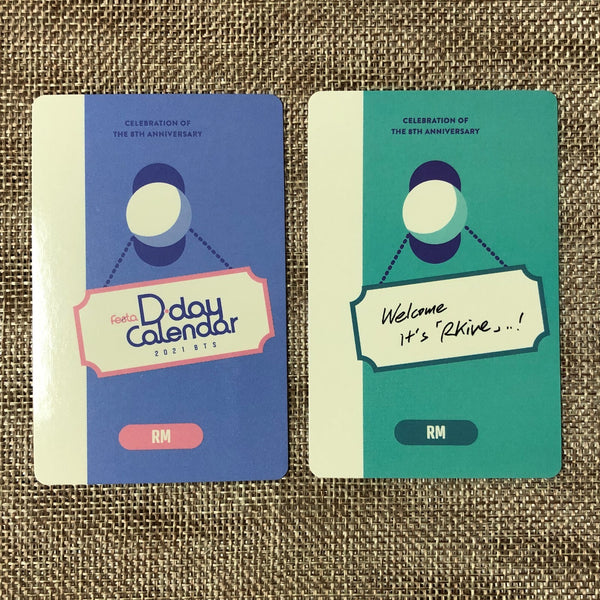 CELEBRATION OF
THE 8TH ANNIVERSARY
Festa D-day
Calendar
2021 BTS
RM
CELEBRATION OF
THE 8TH ANNIVERSARY
Welcome
it's「RKive」..!
RM